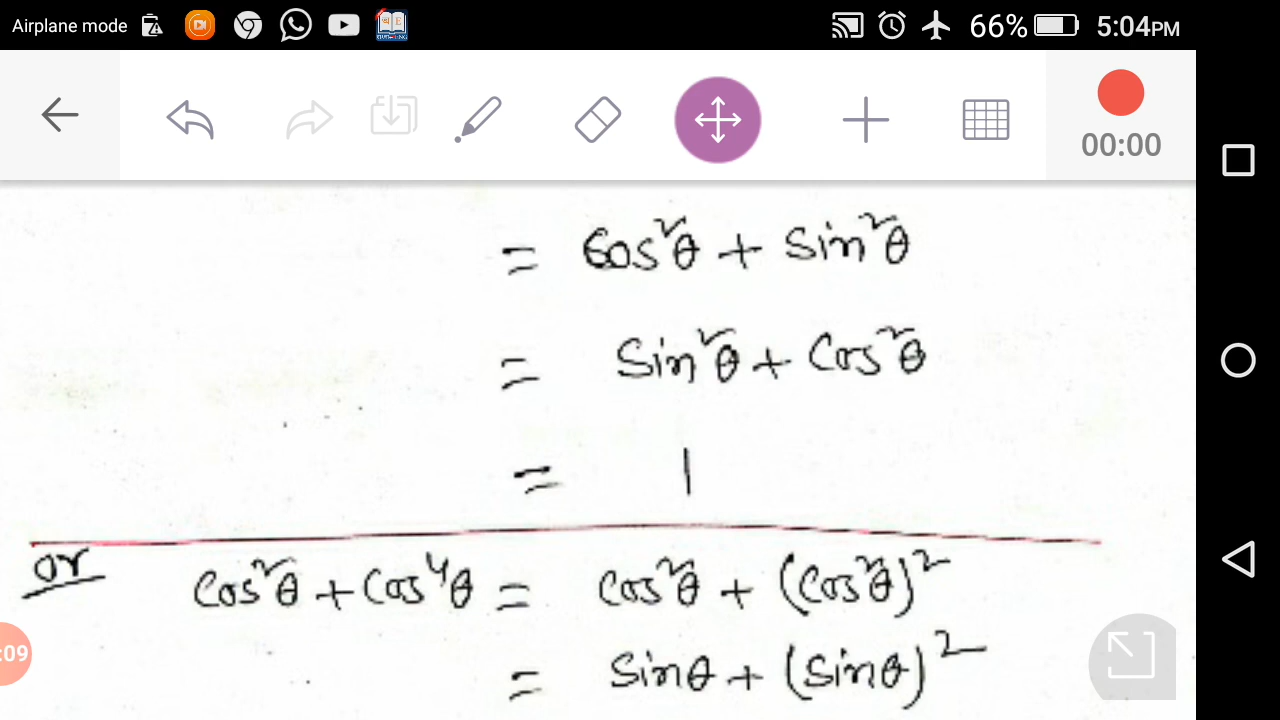 Airplane mode 66% 5:04PM
00:00
= Cos²θ + Sin²θ
= Sin²θ + Cos²θ
= 1
or Cos²θ + Cos⁴θ = Cos²θ + (Cos²θ)²
:09
= Sinθ + (Sinθ)²